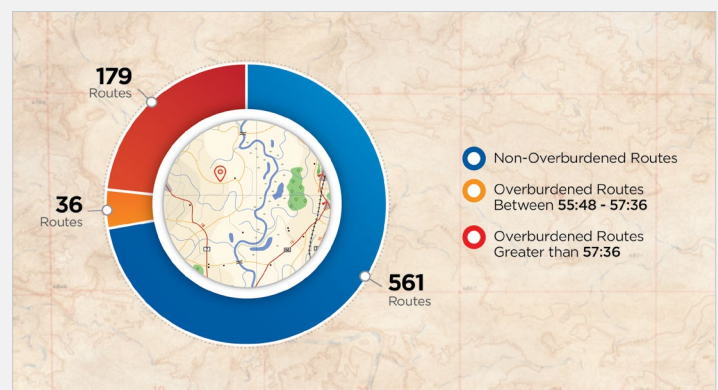 179
Routes
36
Routes
561
Routes
Non-Overburdened Routes
Overburdened Routes
Between 55:48 - 57:36
Overburdened Routes
Greater than 57:36